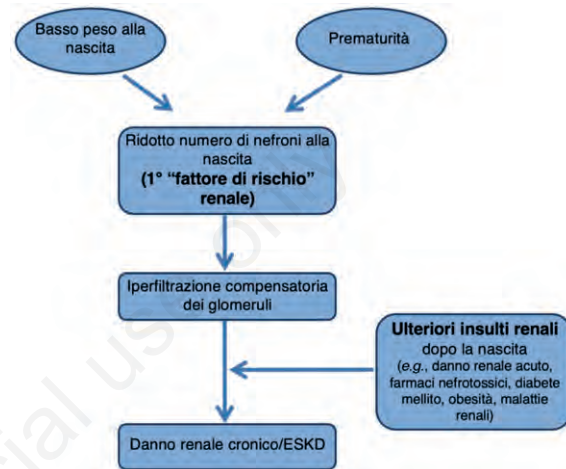 Basso peso alla
nascita
Prematurità
Ridotto numero di nefroni alla
nascita
(1° “fattore di rischio”
renale)
Iperfiltrazione compensatoria
dei glomeruli
Ulteriori insulti renali
dopo la nascita
(e.g., danno renale acuto,
farmaci nefrotossici, diabete
mellito, obesità, malattie
renali)
Danno renale cronico/ESKD